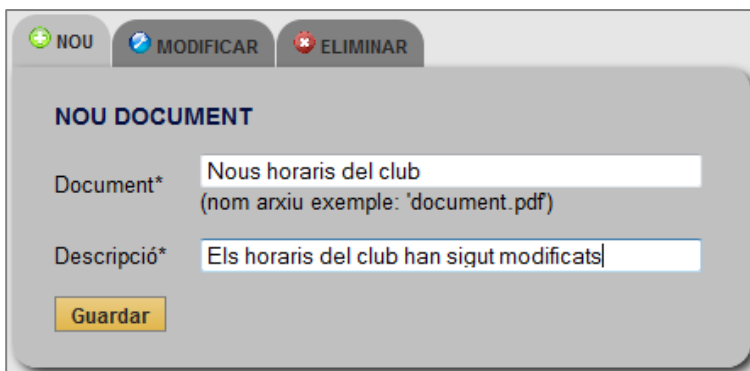 NOU MODIFICAR ELIMINAR
NOU DOCUMENT
Document* Nous horaris del club
(nom arxiu exemple: 'document.pdf')
Descripció* Els horaris del club han sigut modificats
Guardar